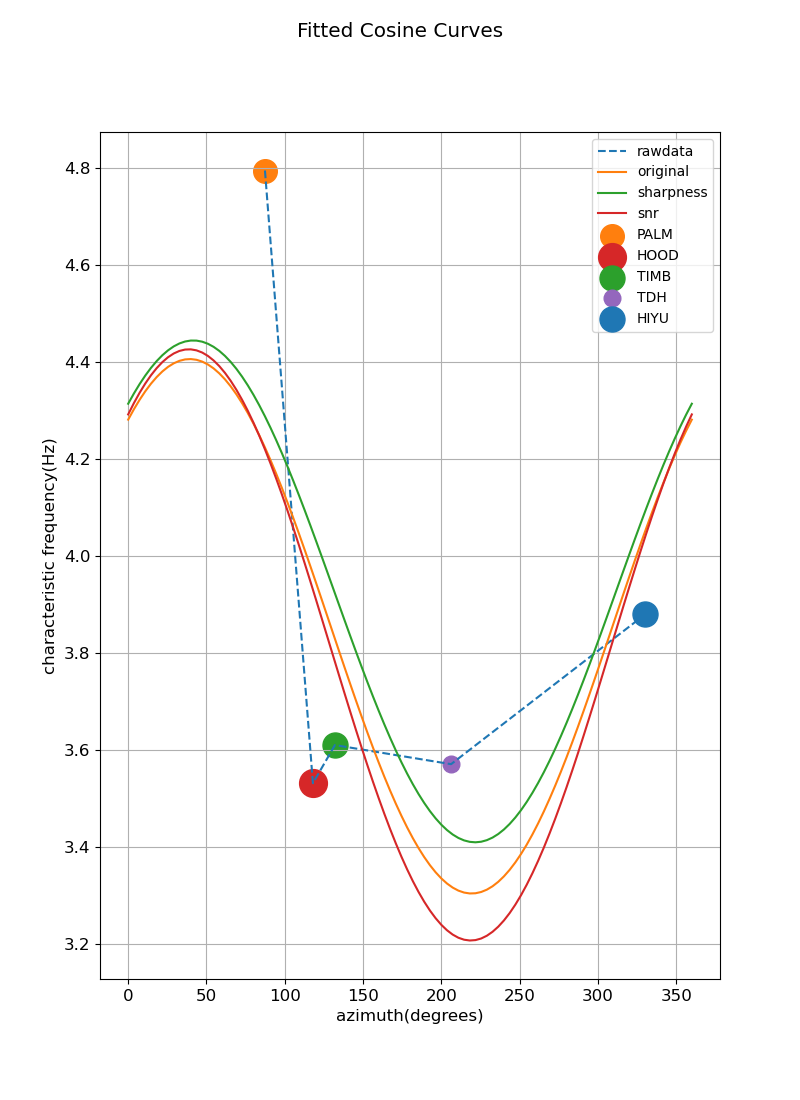 Fitted Cosine Curves
rawdata
original
sharpness
snr
PALM
HOOD
TIMB
TDH
HIYU
4.8
4.6
4.4
4.2
4.0
3.8
3.6
3.4
3.2
characteristic frequency(Hz)
0 50 100 150 200 250 300 350
azimuth(degrees)